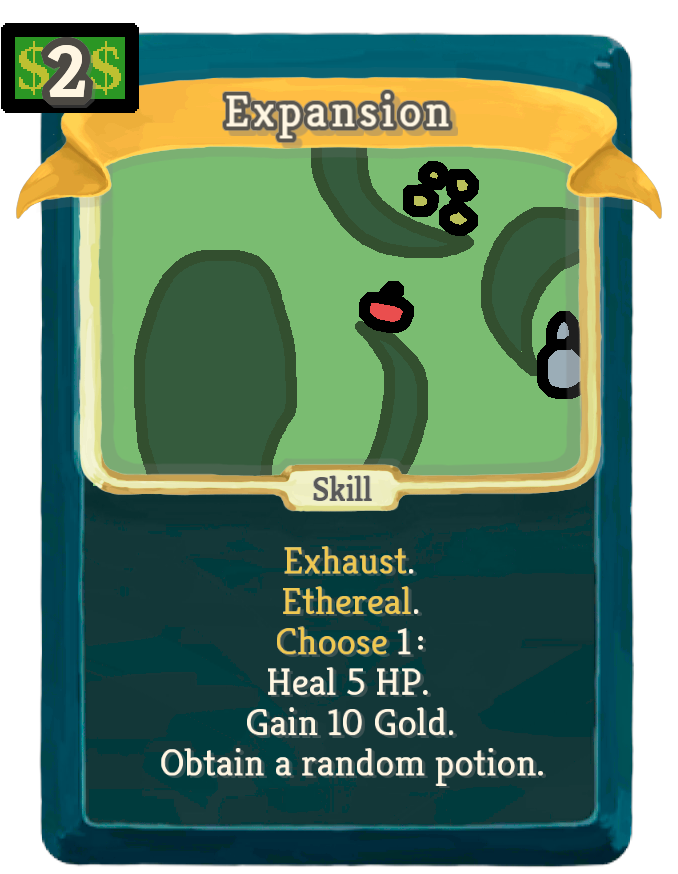 $2$
Expansion
Skill
Exhaust.
Ethereal.
Choose 1:
Heal 5 HP.
Gain 10 Gold.
Obtain a random potion.